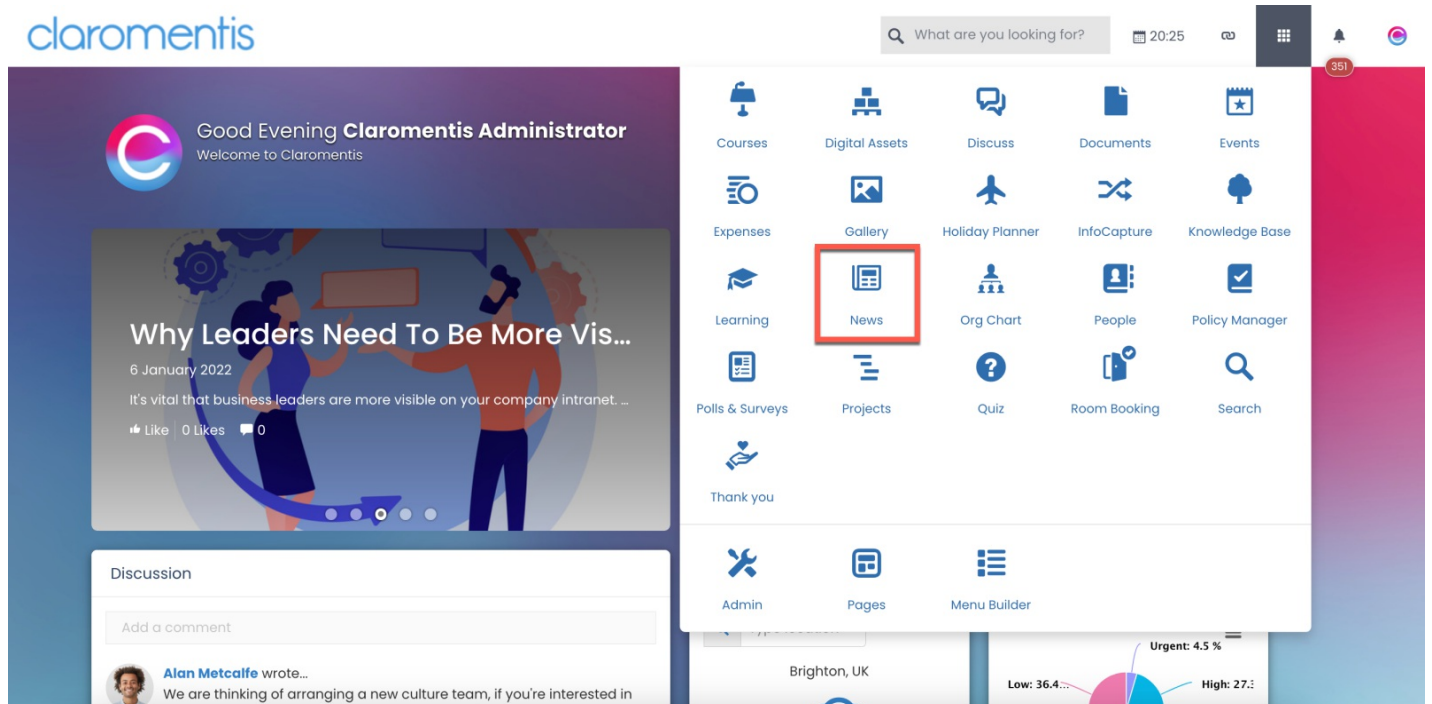 claromentis
What are you looking for?
20:25
351
Good Evening Claromentis Administrator
Welcome to Claromentis
Why Leaders Need To Be More Vis...
6 January 2022
It's vital that business leaders are more visible on your company intranet. ...
Like 0 Likes 0
Courses Digital Assets Discuss Documents Events
Expenses Gallery Holiday Planner InfoCapture Knowledge Base
Learning News Org Chart People Policy Manager
Polls & Surveys Projects Quiz Room Booking Search
Thank you
Admin Pages Menu Builder
Discussion
Add a comment
Alan Metcalfe wrote...
We are thinking of arranging a new culture team, if you're interested in
Brighton, UK
Urgent: 4.5 %
Low: 36.4...
High: 27.3